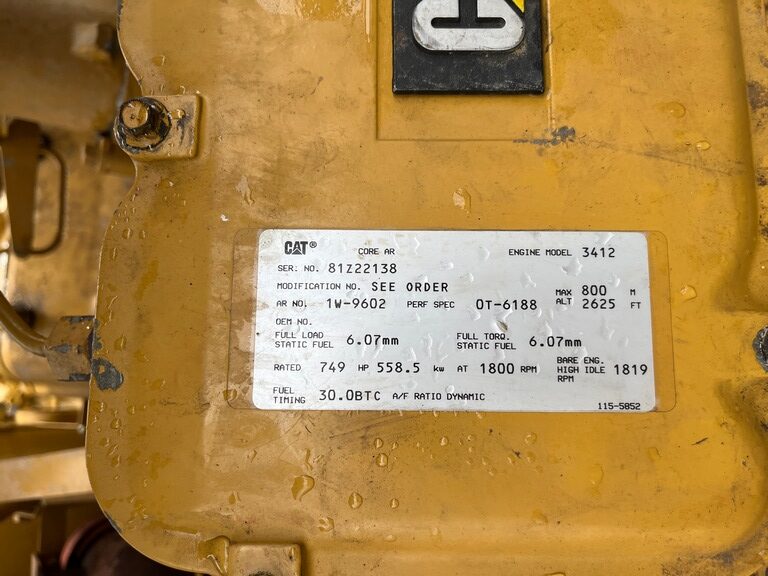 C
CAT® CORE AR ENGINE MODEL 3412
SER. NO. 81Z22138
MODIFICATION NO. SEE ORDER MAX ALT 800 M
AR NO. 1W-9602 PERF SPEC 0T-6188 2625 FT
OEM NO.
FULL LOAD STATIC FUEL 6.07mm FULL TORQ. STATIC FUEL 6.07mm
RATED 749 HP 558.5 kw AT 1800 RPM BARE ENG. HIGH IDLE RPM 1819
FUEL TIMING 30.0BTC A/F RATIO DYNAMIC
115-5852